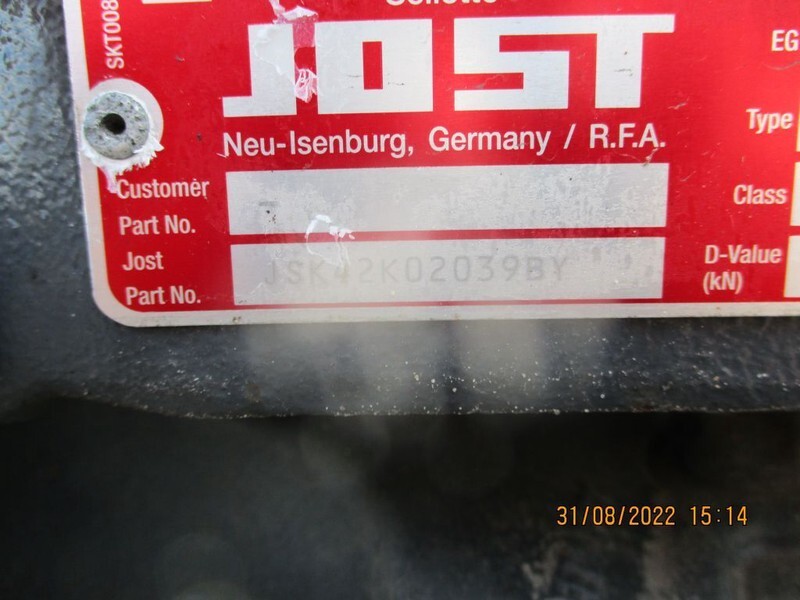 SKT008
JOST
EG
Neu-Isenburg, Germany / R.F.A.
Type
Customer
Part No.
Class
Jost
Part No.
JSK42K02039BY
D-Value
(kN)
31/08/2022 15:14